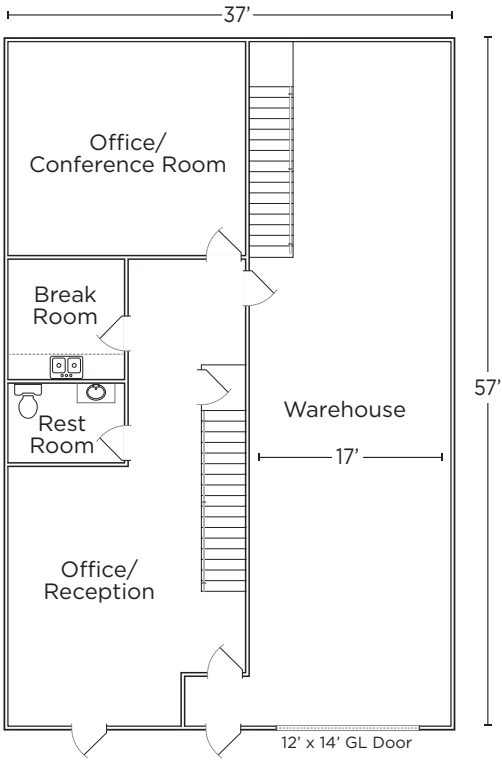 37’
Office/
Conference Room
Break
Room
57’
Warehouse
Rest
Room
17’
Office/
Reception
12’ x 14’ GL Door